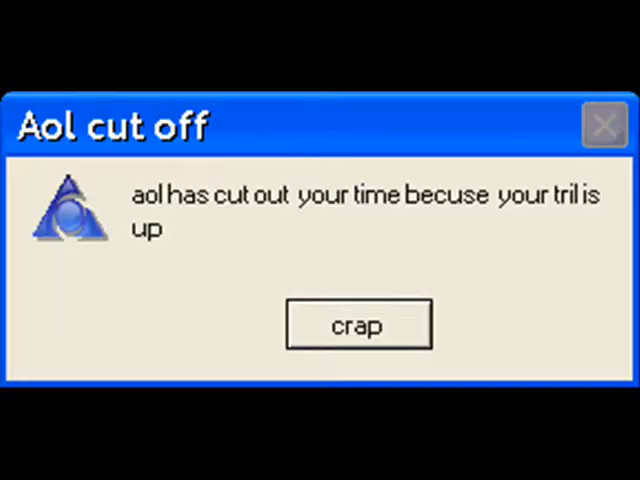 Aol cut off
aol has cut out your time becuse your tril is
up
crap